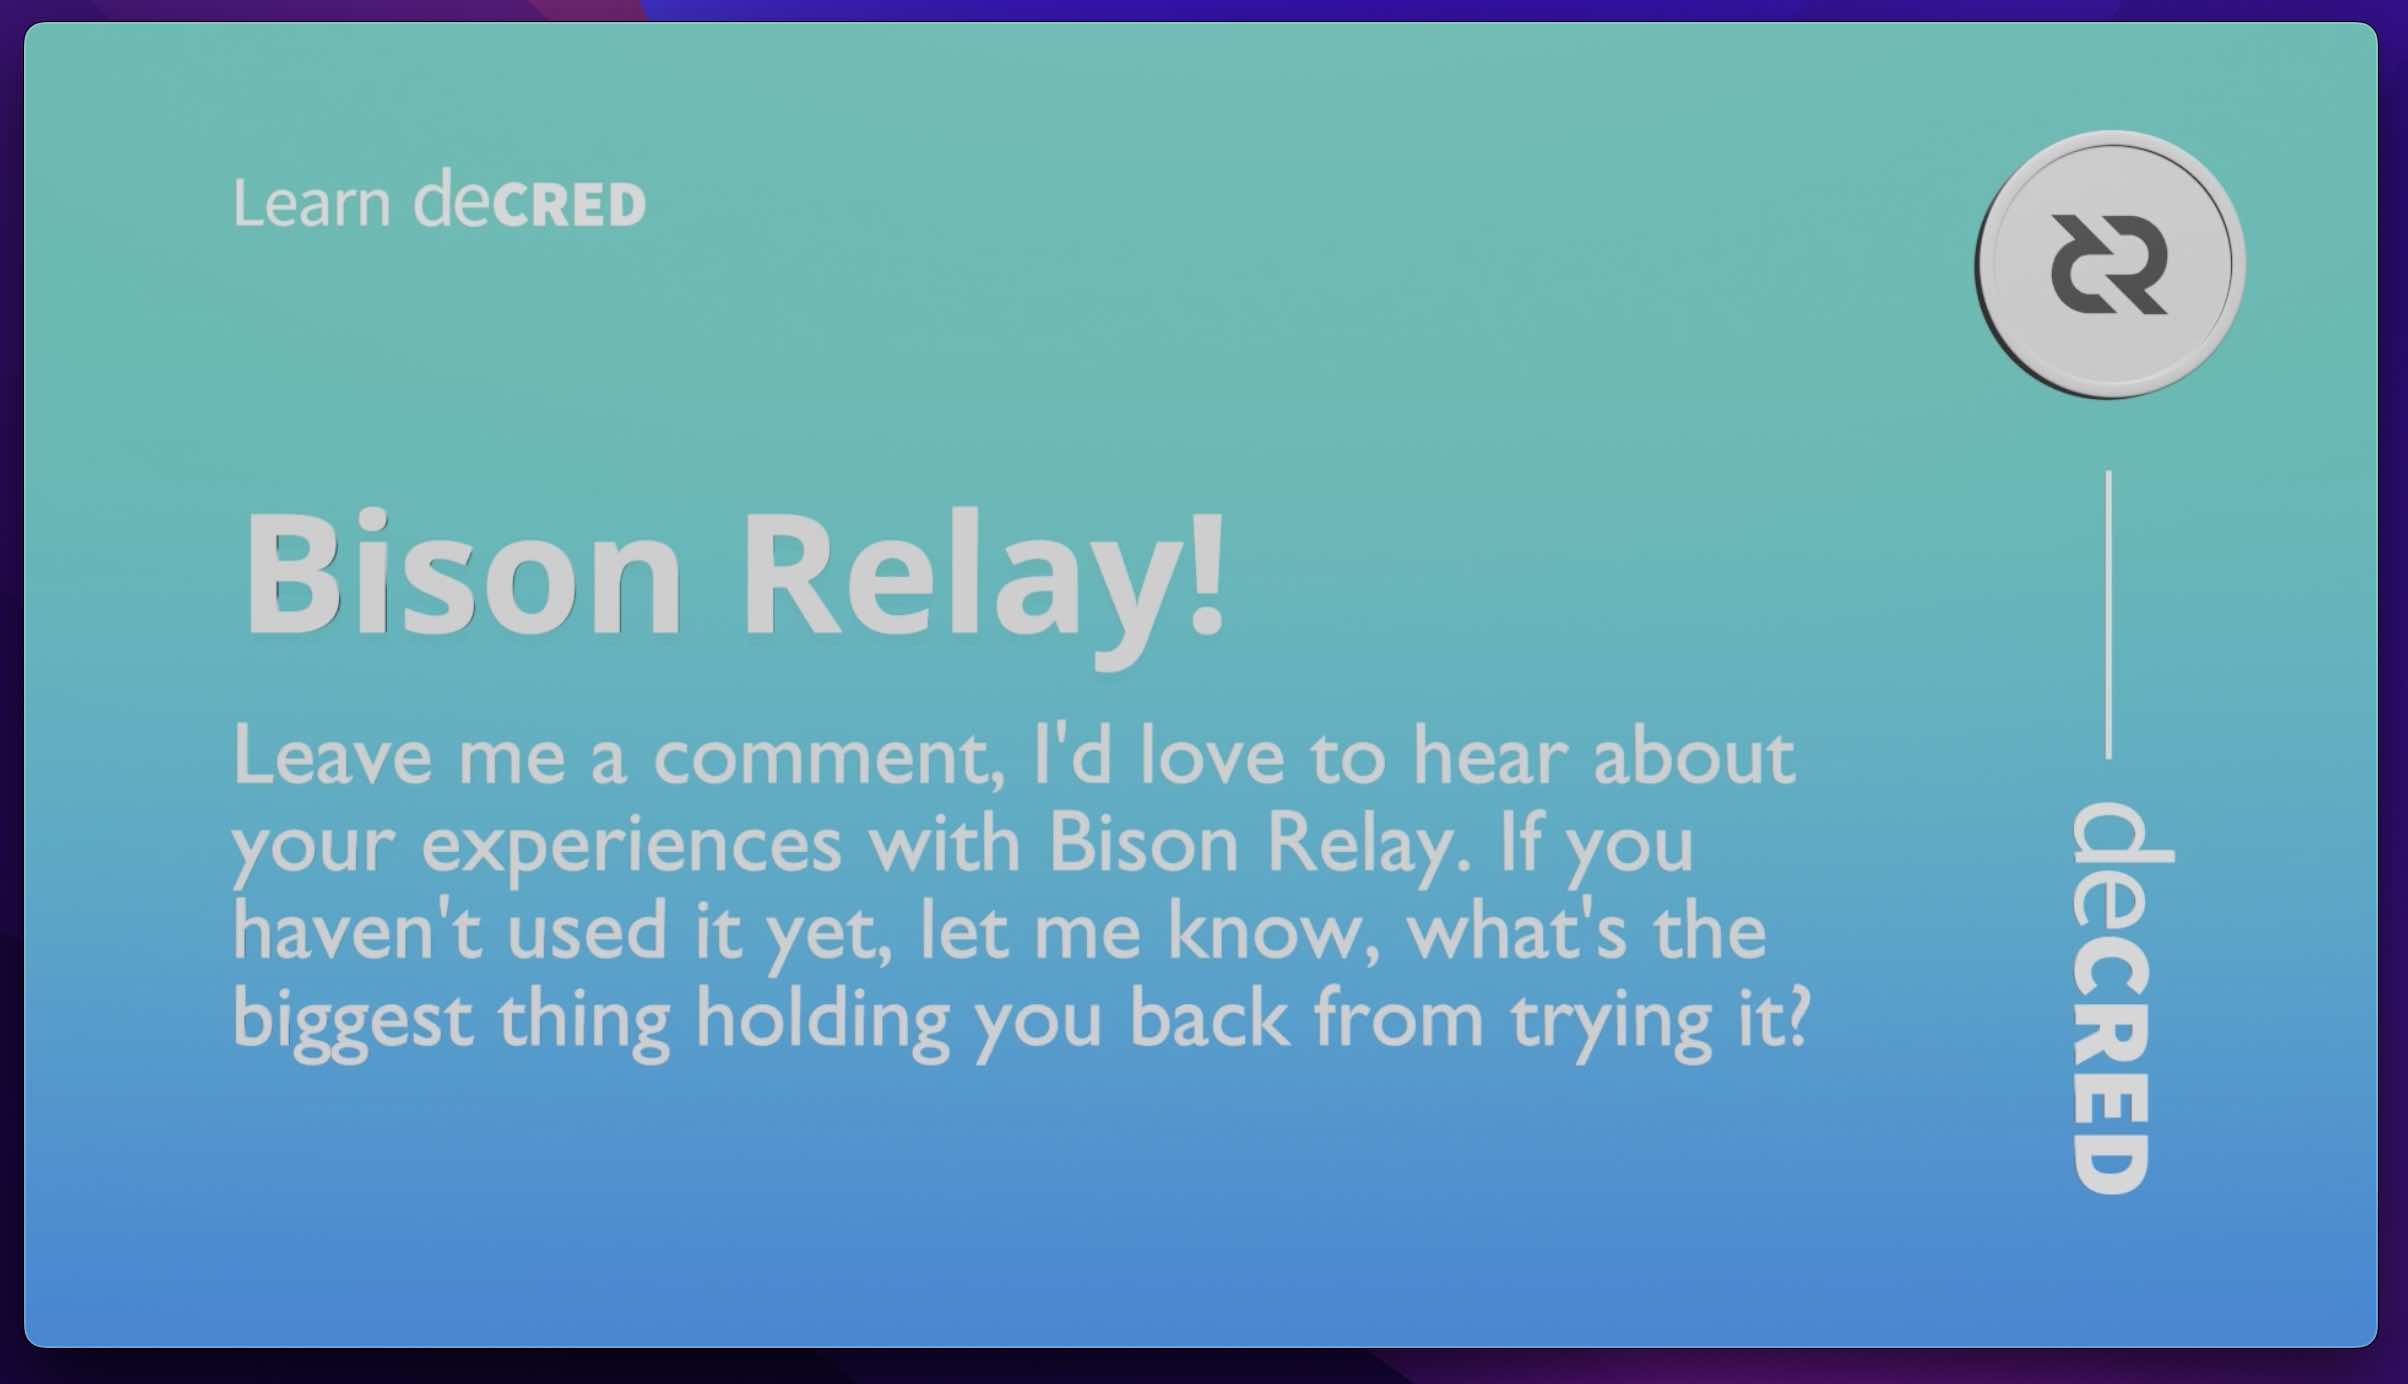 Learn deCRED
Bison Relay!
Leave me a comment, I'd love to hear about
your experiences with Bison Relay. If you
haven't used it yet, let me know, what's the
biggest thing holding you back from trying it?
deCRED